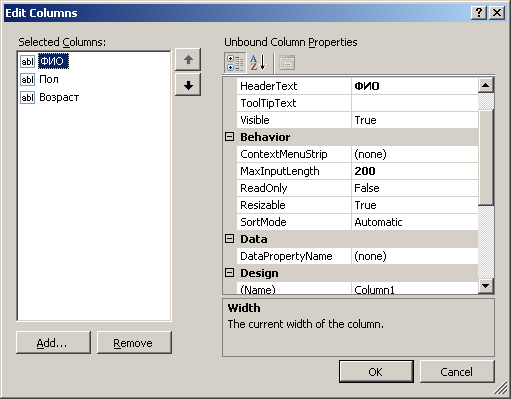 Edit Columns
Selected Columns:
abl ФИО
abl Пол
abl Возраст
Add...
Remove
Unbound Column Properties
HeaderText ФИО
ToolTipText
Visible True
Behavior
ContextMenuStrip (none)
MaxInputLength 200
ReadOnly False
Resizable True
SortMode Automatic
Data
DataPropertyName (none)
Design
(Name) Column1
Width
The current width of the column.
OK
Cancel